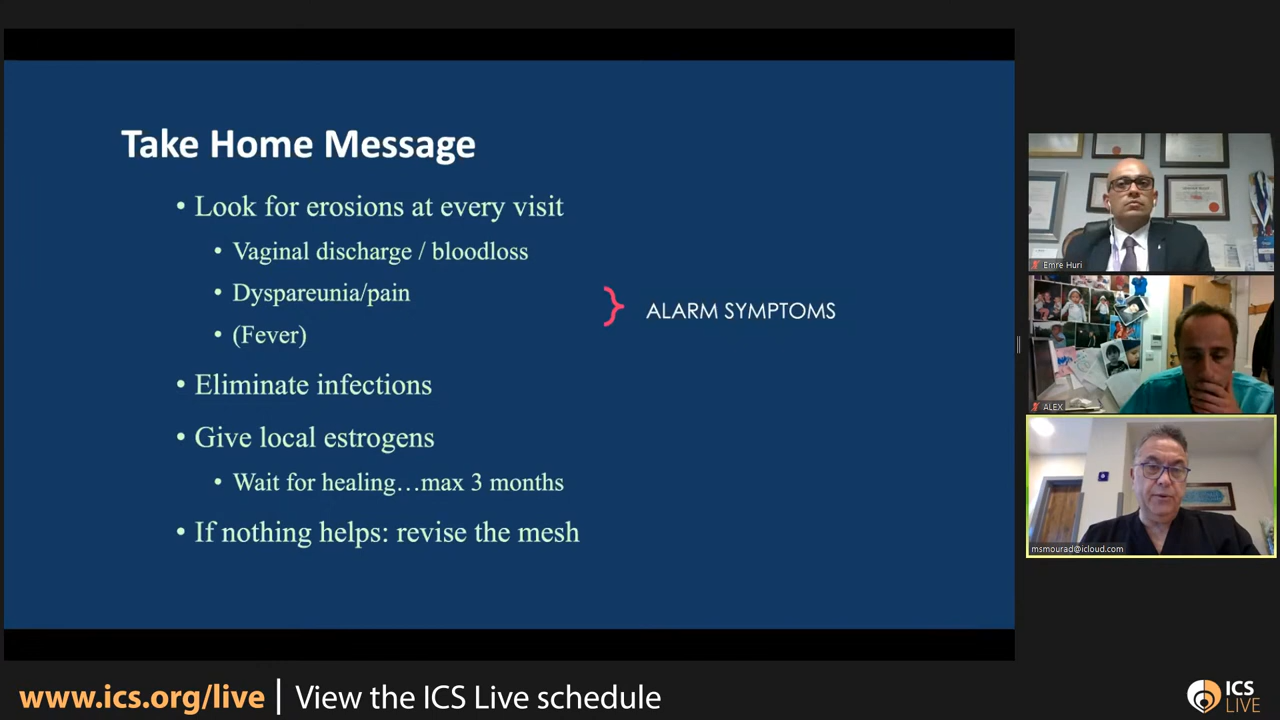 Take Home Message
• Look for erosions at every visit
• Vaginal discharge / bloodloss
• Dyspareunia/pain
• (Fever)
} ALARM SYMPTOMS
• Eliminate infections
• Give local estrogens
• Wait for healing…max 3 months
• If nothing helps: revise the mesh
Emre Huri
ALEX
msmourad@icloud.com
www.ics.org/live | View the ICS Live schedule
ICS
LIVE